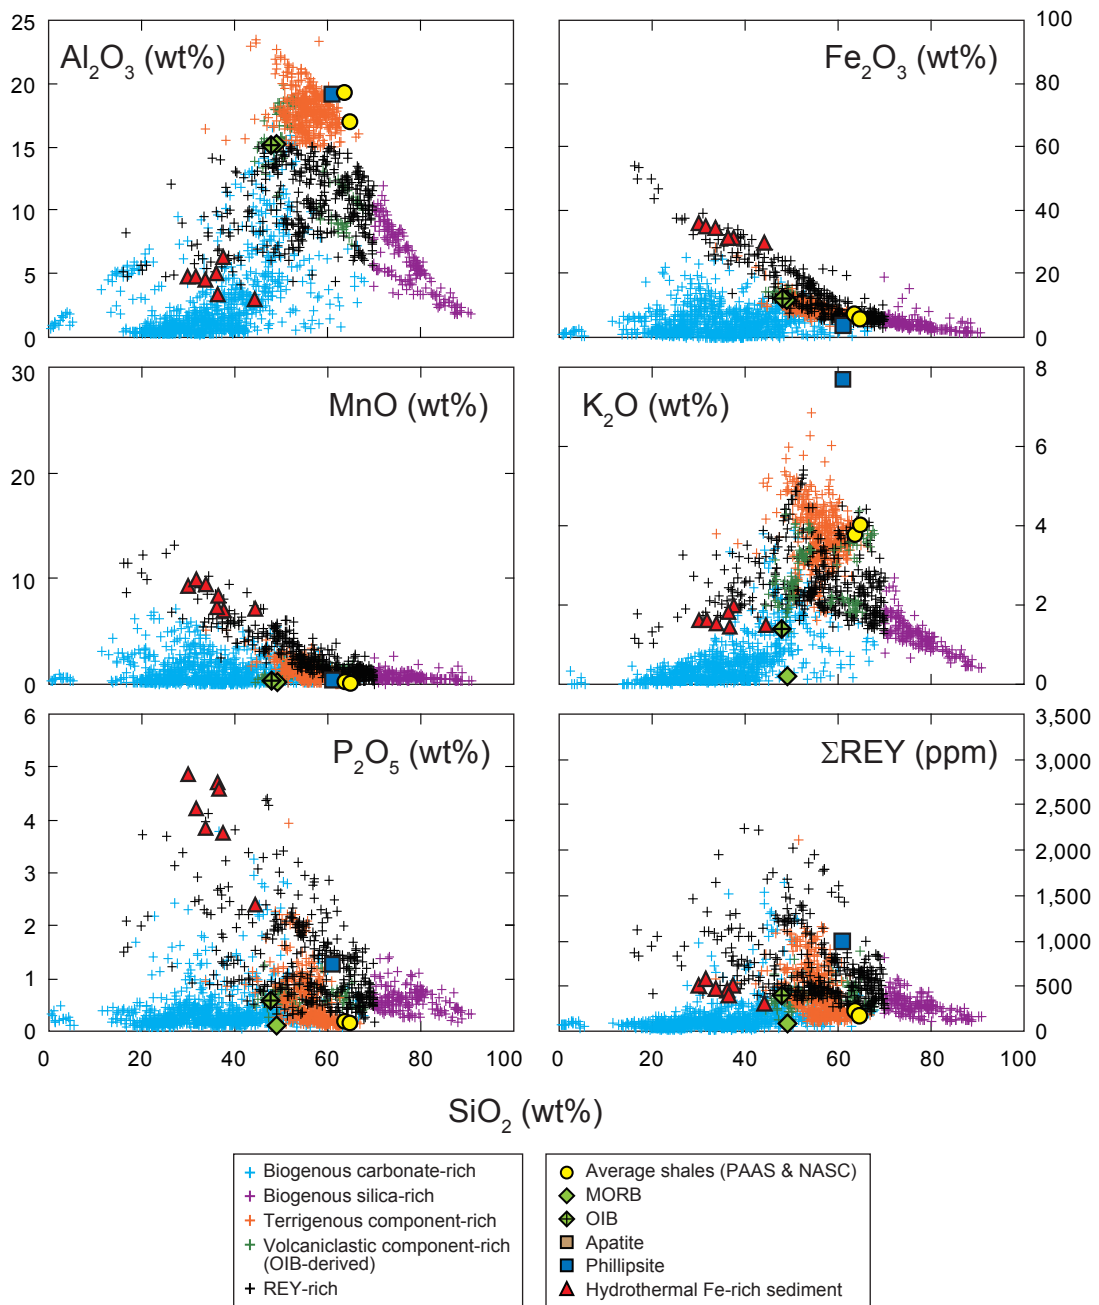 25
20
15
10
5
0
Al2O3 (wt%)
100
80
60
40
20
0
Fe2O3 (wt%)
30
20
10
0
MnO (wt%)
8
6
4
2
0
K2O (wt%)
6
5
4
3
2
1
0
P2O5 (wt%)
3,500
3,000
2,500
2,000
1,500
1,000
500
0
ΣREY (ppm)
0 20 40 60 80 100
0 20 40 60 80 100
SiO2 (wt%)
Biogenous carbonate-rich
Biogenous silica-rich
Terrigenous component-rich
Volcaniclastic component-rich
(OIB-derived)
REY-rich
Average shales (PAAS & NASC)
MORB
OIB
Apatite
Phillipsite
Hydrothermal Fe-rich sediment